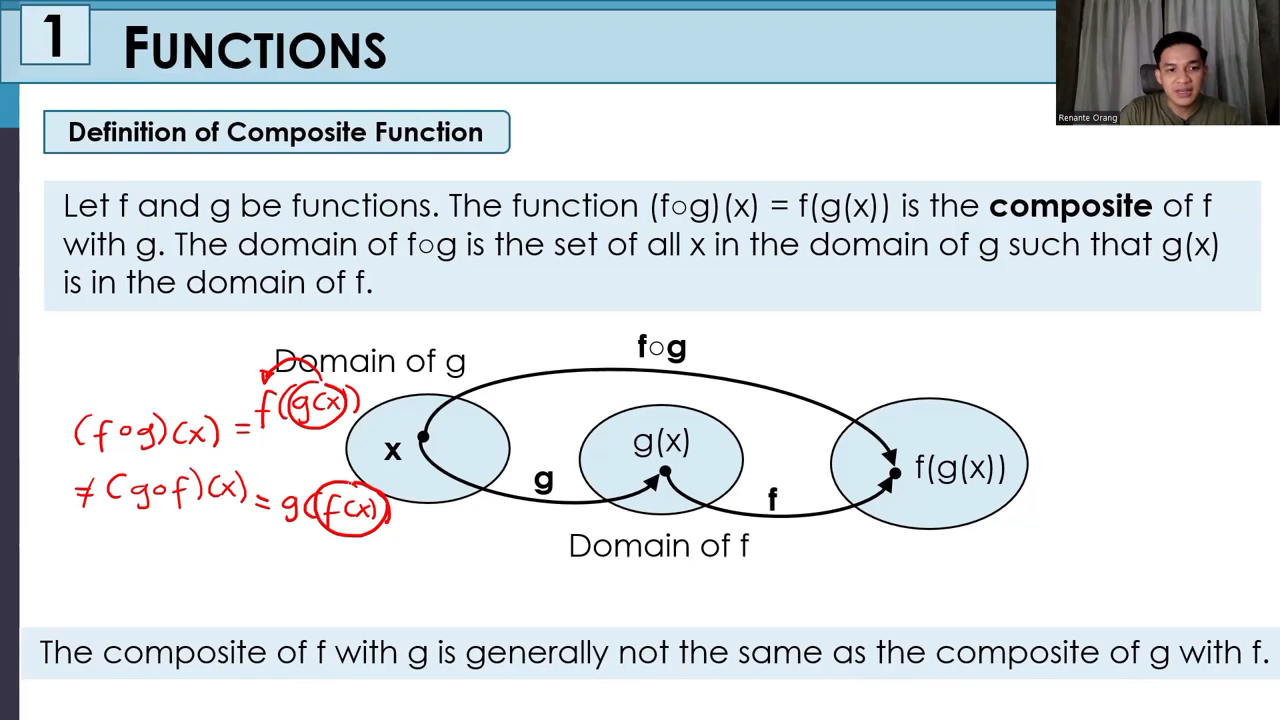 1
FUNCTIONS
Renante Orang
Definition of Composite Function
Let f and g be functions. The function (f○g)(x) = f(g(x)) is the composite of f
with g. The domain of f○g is the set of all x in the domain of g such that g(x)
is in the domain of f.
Domain of g
f○g
(f∘g)(x) = f(g(x))
≠ (g∘f)(x) = g(f(x))
x
g
g(x)
f
f(g(x))
Domain of f
The composite of f with g is generally not the same as the composite of g with f.